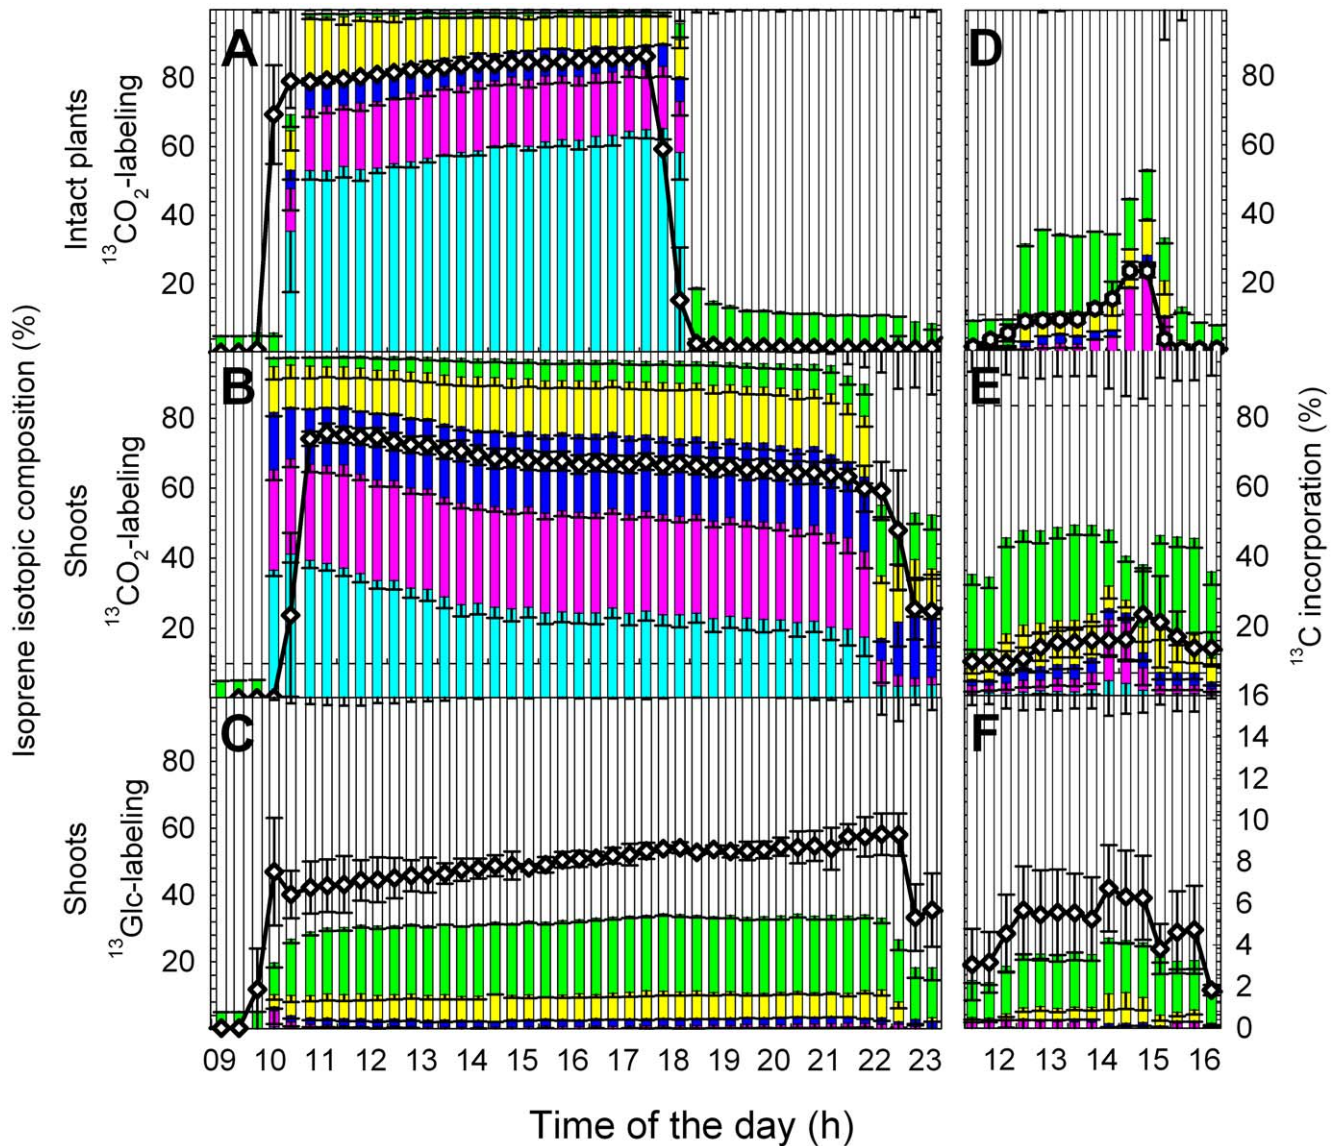 A
D
80
60
40
20
80
60
40
20
Intact plants
¹³CO₂-labeling
B
E
80
60
40
20
80
60
40
20
16
Shoots
¹³CO₂-labeling
C
F
80
60
40
20
14
12
10
8
6
4
2
0
Shoots
¹³Glc-labeling
Isoprene isotopic composition (%)
¹³C incorporation (%)
09 10 11 12 13 14 15 16 17 18 19 20 21 22 23
12 13 14 15 16
Time of the day (h)